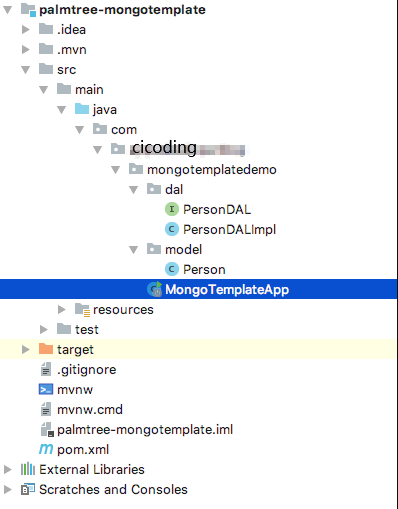 palmtree-mongotemplate
.idea
.mvn
src
main
java
com
cicoding
mongotemplatedemo
dal
I PersonDAL
C PersonDALImpl
model
C Person
MongoTemplateApp
resources
test
target
.gitignore
mvnw
mvnw.cmd
palmtree-mongotemplate.iml
m pom.xml
External Libraries
Scratches and Consoles